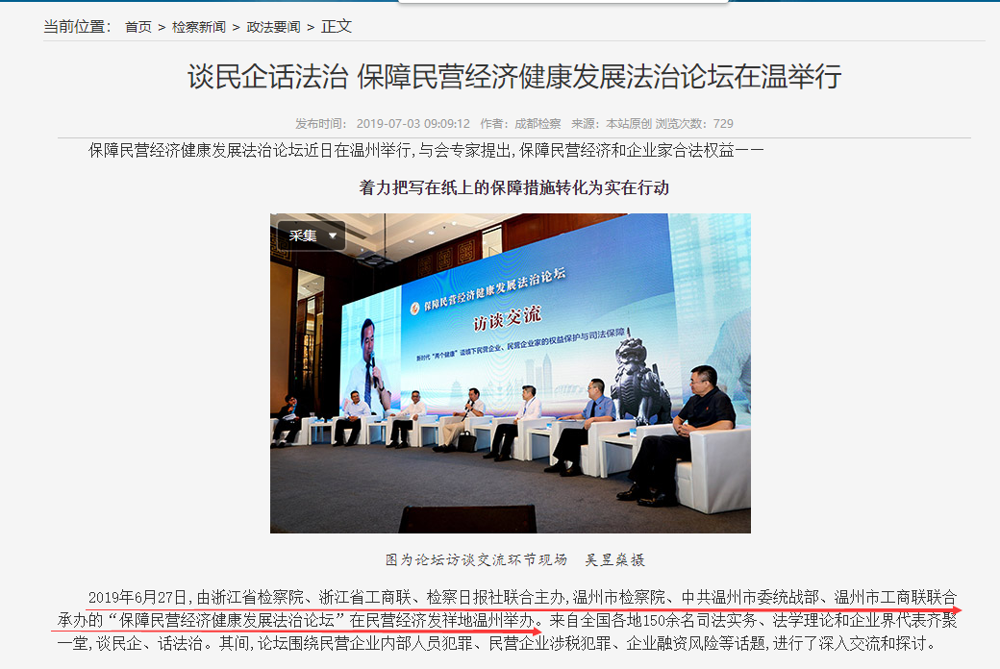 当前位置： 首页 > 检察新闻 > 政法要闻 > 正文
谈民企话法治 保障民营经济健康发展法治论坛在温举行
发布时间： 2019-07-03 09:09:12 作者：成都检察 来源：本站原创 浏览次数：729
保障民营经济健康发展法治论坛近日在温州举行,与会专家提出,保障民营经济和企业家合法权益——
着力把写在纸上的保障措施转化为实在行动
采集
保障民营经济健康发展法治论坛
访谈交流
新时代“两个健康”语境下民营企业、民营企业家的权益保护与司法保障
图为论坛访谈交流环节现场 吴昱燊摄
2019年6月27日,由浙江省检察院、浙江省工商联、检察日报社联合主办,温州市检察院、中共温州市委统战部、温州市工商联联合
承办的“保障民营经济健康发展法治论坛”在民营经济发祥地温州举办。来自全国各地150余名司法实务、法学理论和企业界代表齐聚
一堂,谈民企、话法治。其间,论坛围绕民营企业内部人员犯罪、民营企业涉税犯罪、企业融资风险等话题,进行了深入交流和探讨。